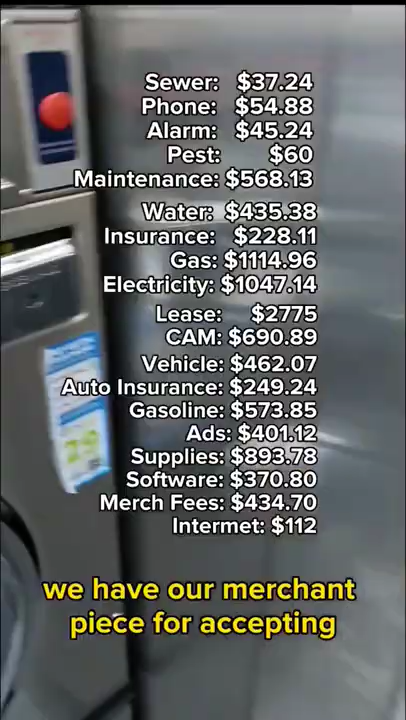 Sewer: $37.24
Phone: $54.88
Alarm: $45.24
Pest: $60
Maintenance: $568.13
Water: $435.38
Insurance: $228.11
Gas: $1114.96
Electricity: $1047.14
Lease: $2775
CAM: $690.89
Vehicle: $462.07
Auto Insurance: $249.24
Gasoline: $573.85
Ads: $401.12
Supplies: $893.78
Software: $370.80
Merch Fees: $434.70
Internet: $112
we have our merchant
piece for accepting